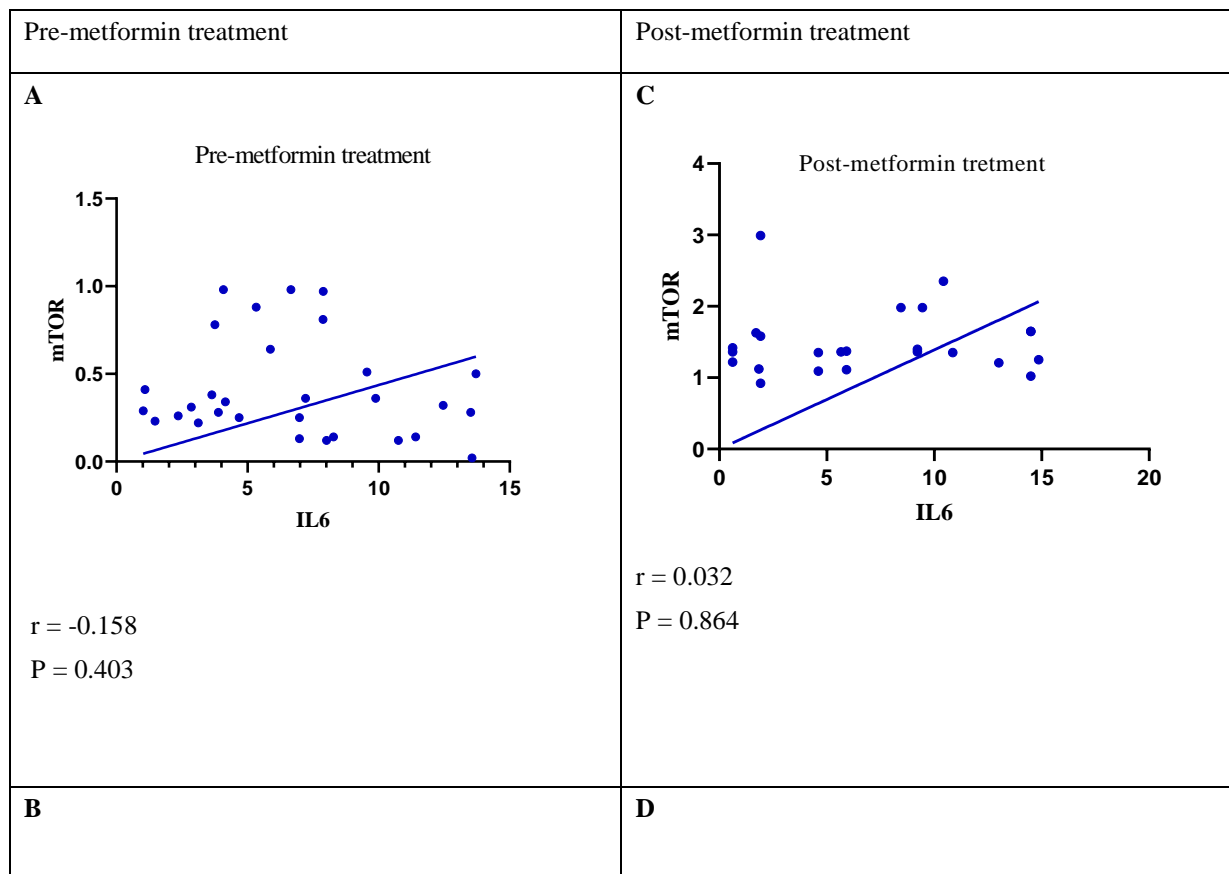 Pre-metformin treatment
Post-metformin treatment
A
Pre-metformin treatment
1.5
1.0
0.5
0.0
mTOR
0 5 10 15
IL6
r = -0.158
P = 0.403
C
Post-metformin tretment
4
3
2
1
0
mTOR
0 5 10 15 20
IL6
r = 0.032
P = 0.864
B
D